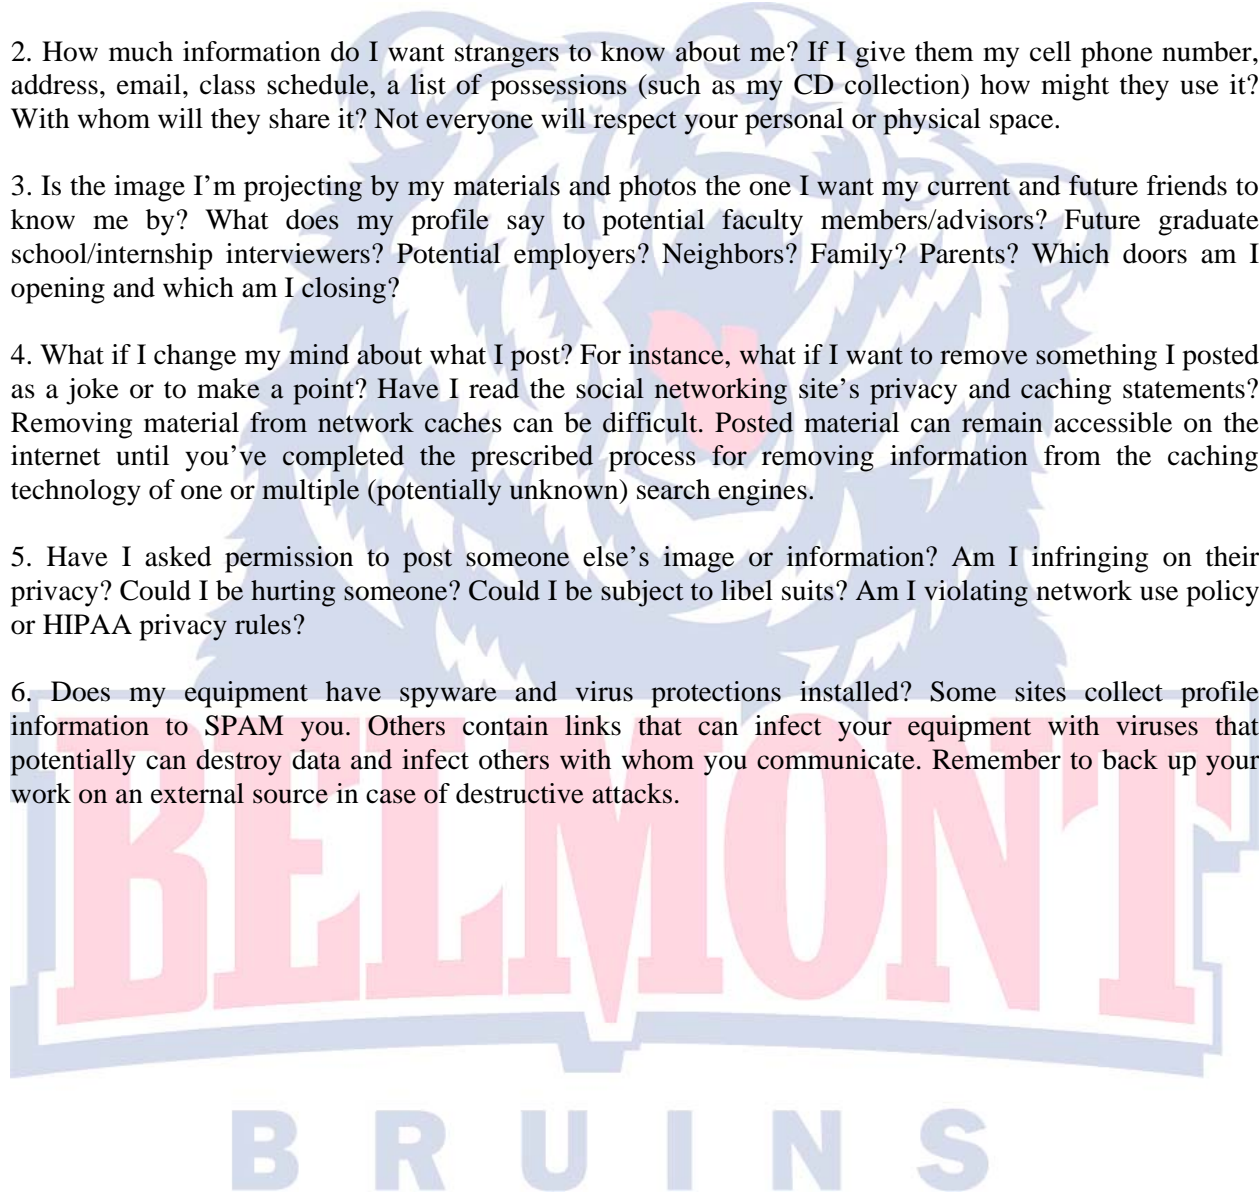 2. How much information do I want strangers to know about me? If I give them my cell phone number,
address, email, class schedule, a list of possessions (such as my CD collection) how might they use it?
With whom will they share it? Not everyone will respect your personal or physical space.
3. Is the image I’m projecting by my materials and photos the one I want my current and future friends to
know me by? What does my profile say to potential faculty members/advisors? Future graduate
school/internship interviewers? Potential employers? Neighbors? Family? Parents? Which doors am I
opening and which am I closing?
4. What if I change my mind about what I post? For instance, what if I want to remove something I posted
as a joke or to make a point? Have I read the social networking site’s privacy and caching statements?
Removing material from network caches can be difficult. Posted material can remain accessible on the
internet until you’ve completed the prescribed process for removing information from the caching
technology of one or multiple (potentially unknown) search engines.
5. Have I asked permission to post someone else’s image or information? Am I infringing on their
privacy? Could I be hurting someone? Could I be subject to libel suits? Am I violating network use policy
or HIPAA privacy rules?
6. Does my equipment have spyware and virus protections installed? Some sites collect profile
information to SPAM you. Others contain links that can infect your equipment with viruses that
potentially can destroy data and infect others with whom you communicate. Remember to back up your
work on an external source in case of destructive attacks.
BELMONT
BRUINS